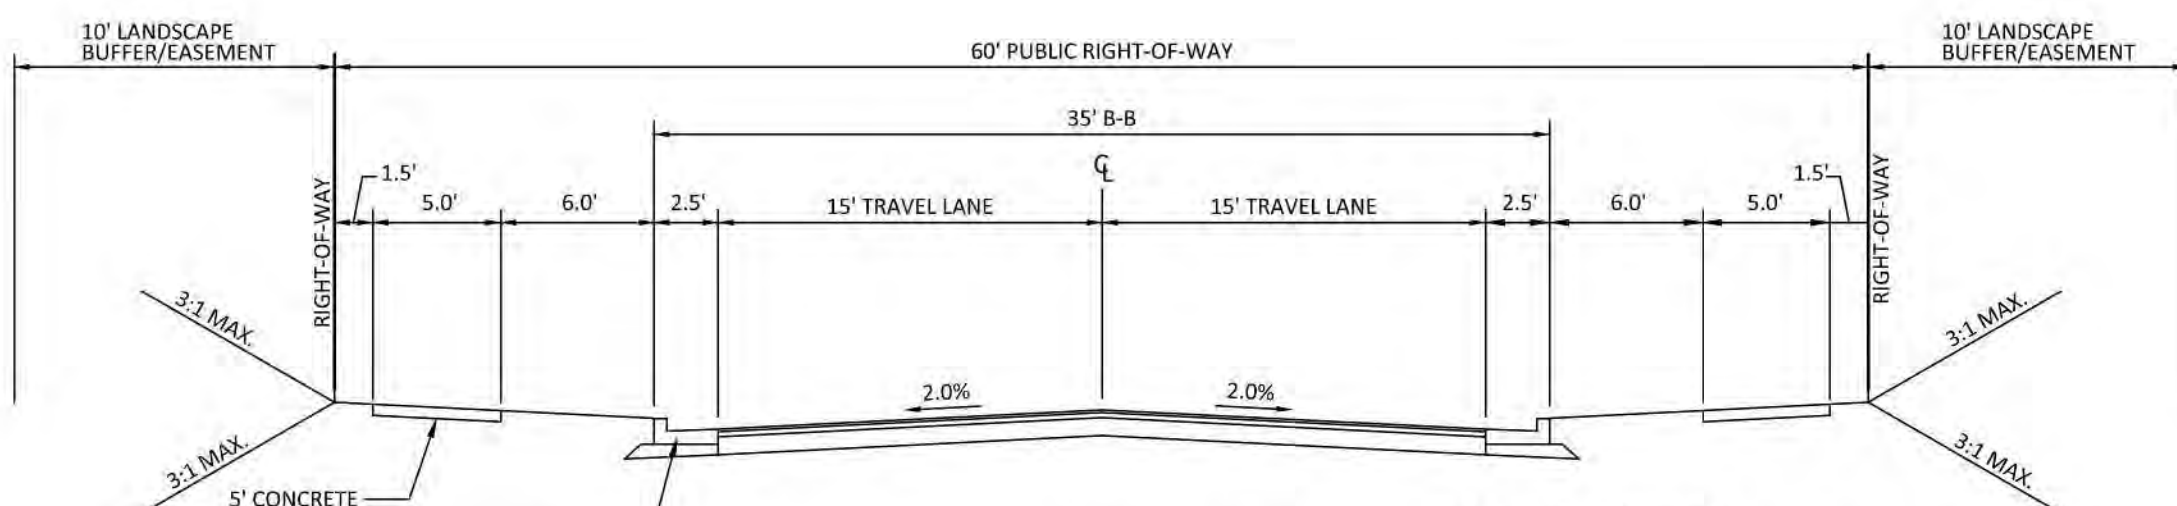 10' LANDSCAPE
BUFFER/EASEMENT
60' PUBLIC RIGHT-OF-WAY
10' LANDSCAPE
BUFFER/EASEMENT
35' B-B
℄
RIGHT-OF-WAY
1.5'
5.0'
6.0'
2.5'
15' TRAVEL LANE
15' TRAVEL LANE
2.5'
6.0'
5.0'
1.5'
RIGHT-OF-WAY
3:1 MAX.
2.0%
2.0%
3:1 MAX.
3:1 MAX.
3:1 MAX.
5' CONCRETE